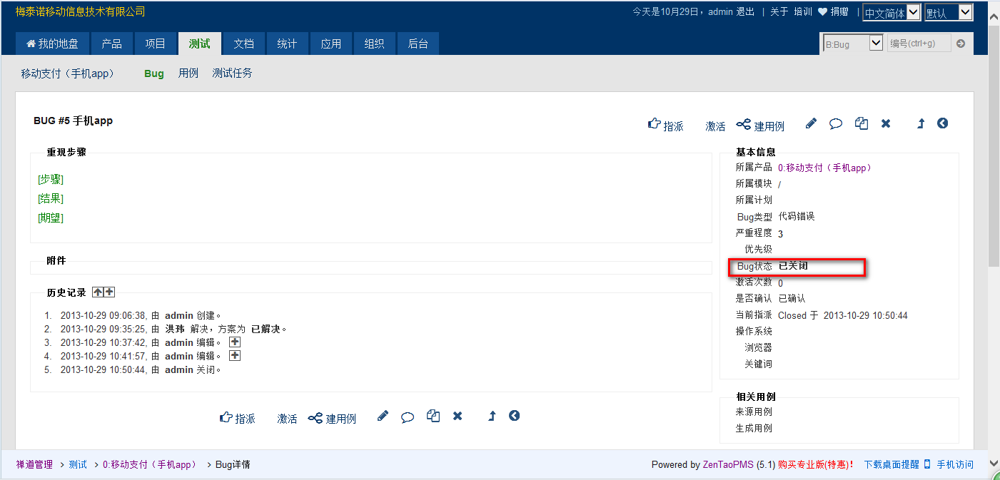 梅泰诺移动信息技术有限公司
今天是10月29日，admin 退出 | 关于 培训 捐赠 | 中文简体 默认
我的地盘 产品 项目 测试 文档 统计 应用 组织 后台
B:Bug 编号(ctrl+g)
移动支付（手机app） Bug 用例 测试任务
BUG #5 手机app
指派 激活 建用例
重现步骤
[步骤]
[结果]
[期望]
附件
历史记录
1. 2013-10-29 09:06:38, 由 admin 创建。
2. 2013-10-29 09:35:25, 由 洪玮 解决，方案为 已解决。
3. 2013-10-29 10:37:42, 由 admin 编辑。
4. 2013-10-29 10:41:57, 由 admin 编辑。
5. 2013-10-29 10:50:44, 由 admin 关闭。
指派 激活 建用例
基本信息
所属产品 0:移动支付（手机app）
所属模块 /
所属计划
Bug类型 代码错误
严重程度 3
优先级
Bug状态 已关闭
激活次数 0
是否确认 已确认
当前指派 Closed 于 2013-10-29 10:50:44
操作系统
浏览器
关键词
相关用例
来源用例
生成用例
禅道管理 > 测试 > 0:移动支付（手机app） > Bug详情
Powered by ZenTaoPMS (5.1) 购买专业版(特惠)！ 下载桌面提醒 手机访问